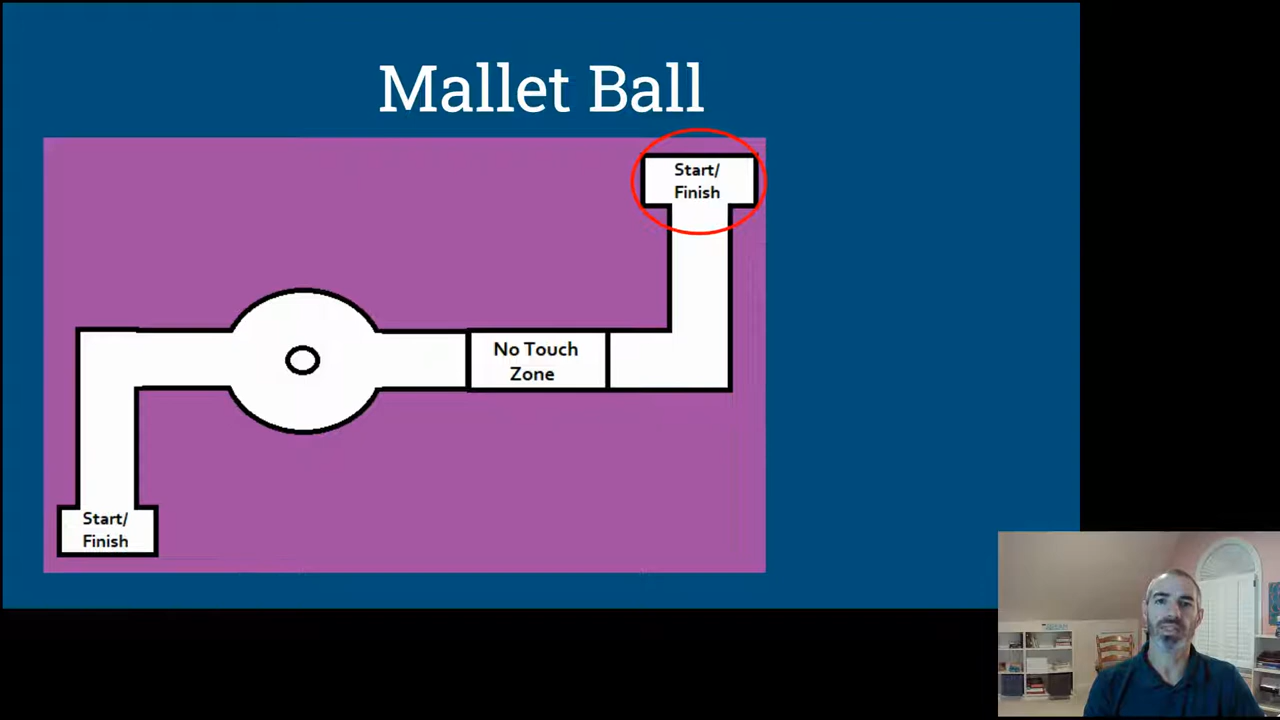 Mallet Ball
Start/
Finish
No Touch
Zone
Start/
Finish